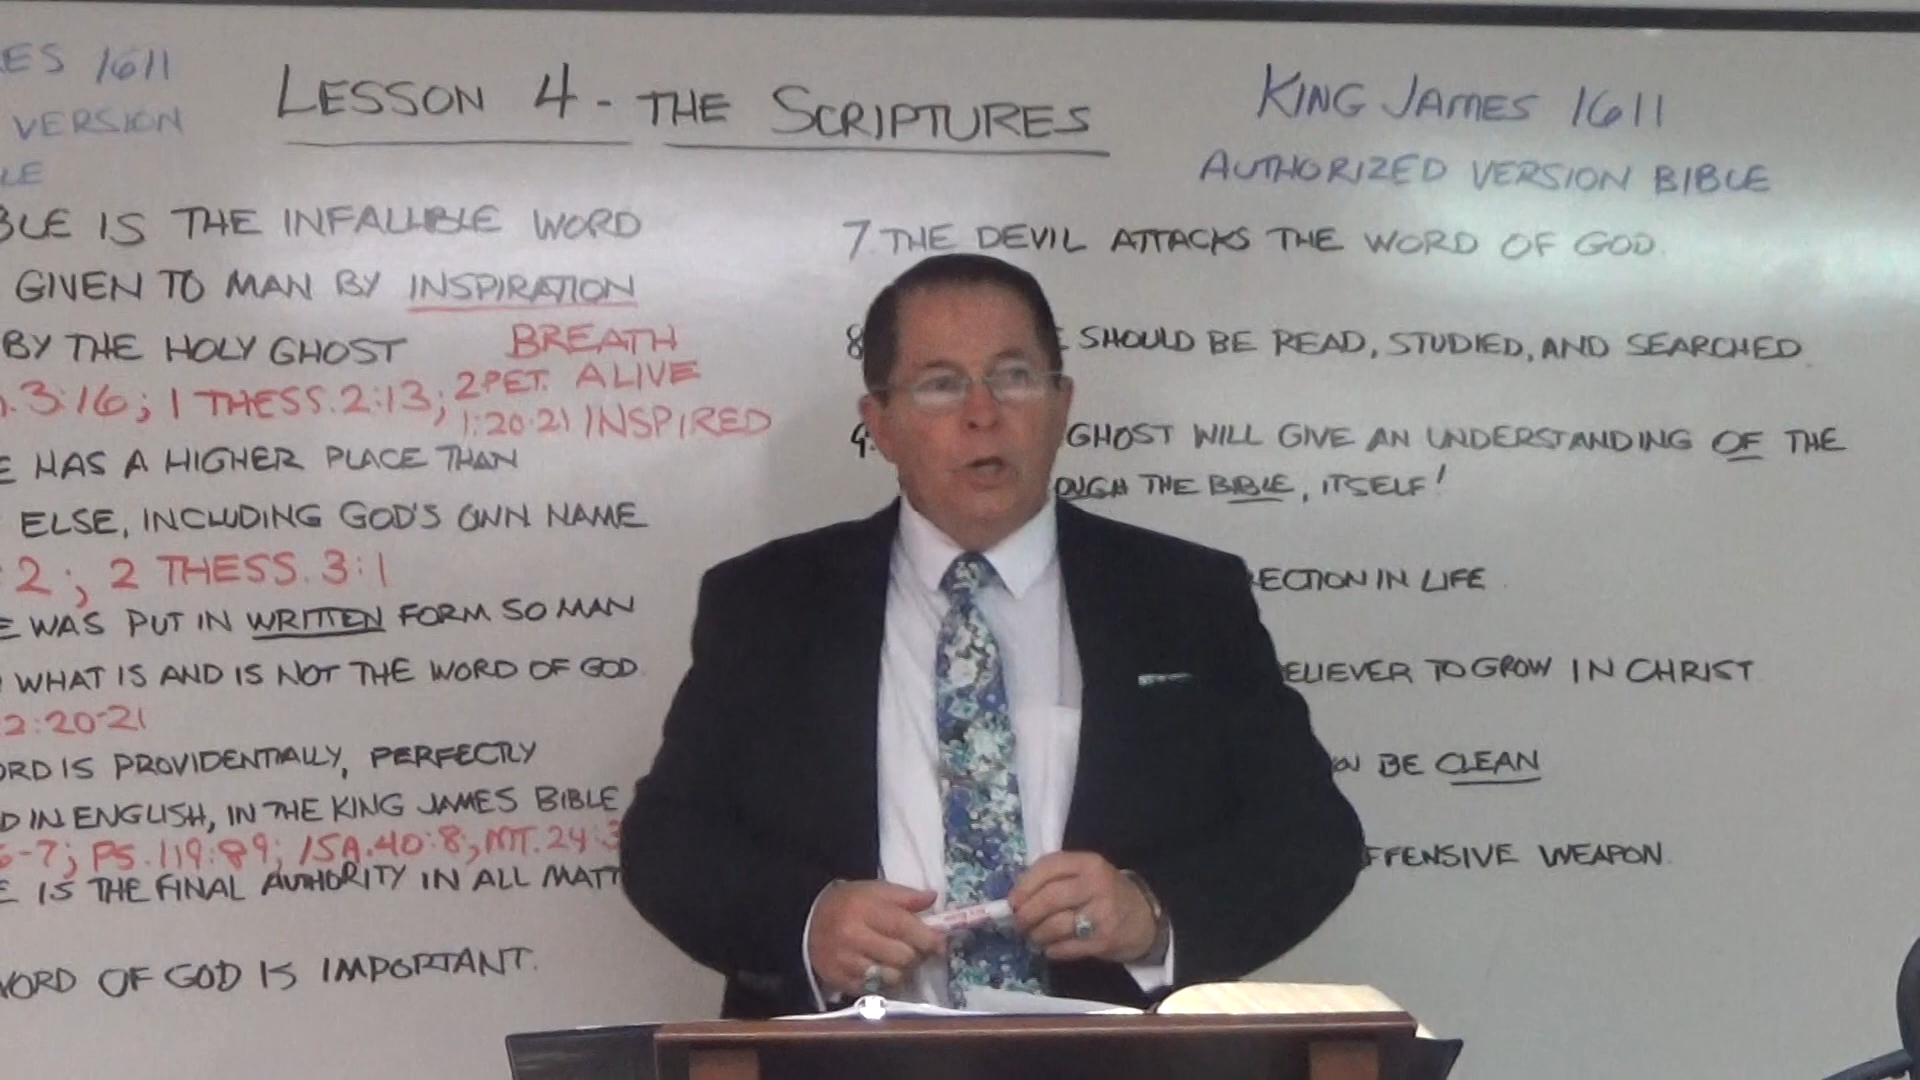 LESSON 4 - THE SCRIPTURES
1611
VERSION
IS THE INFALLIBLE WORD
GIVEN TO MAN BY INSPIRATION
BY THE HOLY GHOST BREATH
3:16; 1 THESS. 2:13; 2 PET. ALIVE
1:20-21 INSPIRED
HAS A HIGHER PLACE THAN
ELSE, INCLUDING GOD'S OWN NAME
2; 2 THESS. 3:1
WAS PUT IN WRITTEN FORM SO MAN
WHAT IS AND IS NOT THE WORD OF GOD
2:20-21
IS PROVIDENTIALLY, PERFECTLY
IN ENGLISH, IN THE KING JAMES BIBLE
-7; PS. 119:89; ISA. 40:8; MT. 24:3
IS THE FINAL AUTHORITY IN ALL MATT
WORD OF GOD IS IMPORTANT.
KING JAMES 1611
AUTHORIZED VERSION BIBLE
7. THE DEVIL ATTACKS THE WORD OF GOD.
8 SHOULD BE READ, STUDIED, AND SEARCHED.
9. GHOST WILL GIVE AN UNDERSTANDING OF THE
THE BIBLE, ITSELF!
ECTION IN LIFE.
ELIEVER TO GROW IN CHRIST
BE CLEAN
FFENSIVE WEAPON.